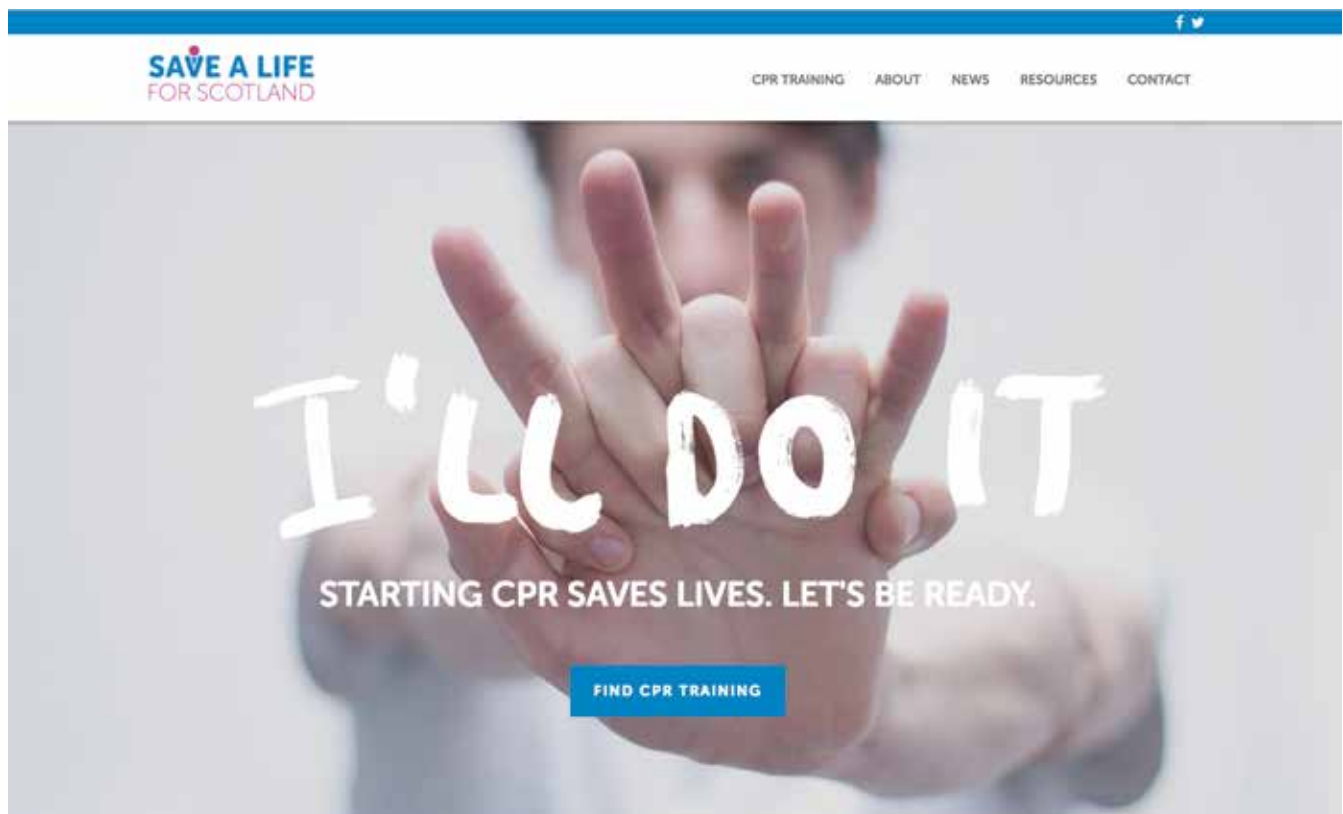 SAVE A LIFE
FOR SCOTLAND
CPR TRAINING ABOUT NEWS RESOURCES CONTACT
I'LL DO IT
STARTING CPR SAVES LIVES. LET'S BE READY.
FIND CPR TRAINING